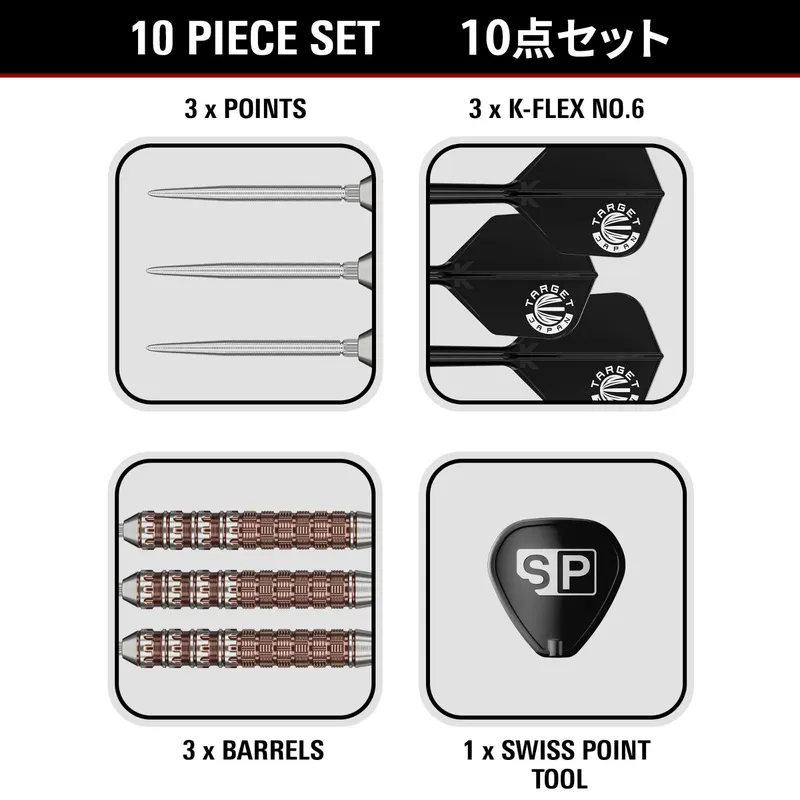 10 PIECE SET 10点セット
3 x POINTS
3 x K-FLEX NO.6
K
TARGET
JAPAN
K
TARGET
JAPAN
K
TARGET
JAPAN
SP
3 x BARRELS
1 x SWISS POINT
TOOL